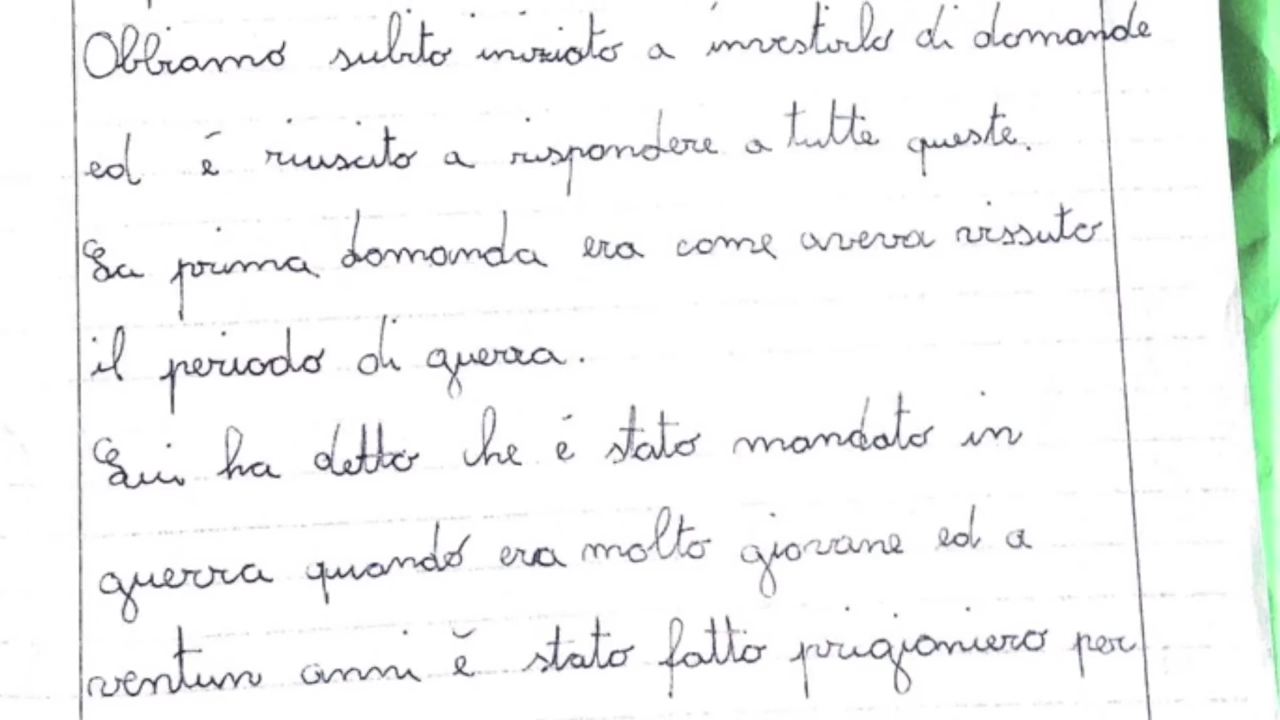 Abbiamo subito iniziato a investirlo di domande
ed è riuscito a rispondere a tutte queste.
La prima domanda era come aveva vissuto
il periodo di guerra.
Lui ha detto che è stato mandato in
guerra quando era molto giovane ed a
ventun anni è stato fatto prigioniero per